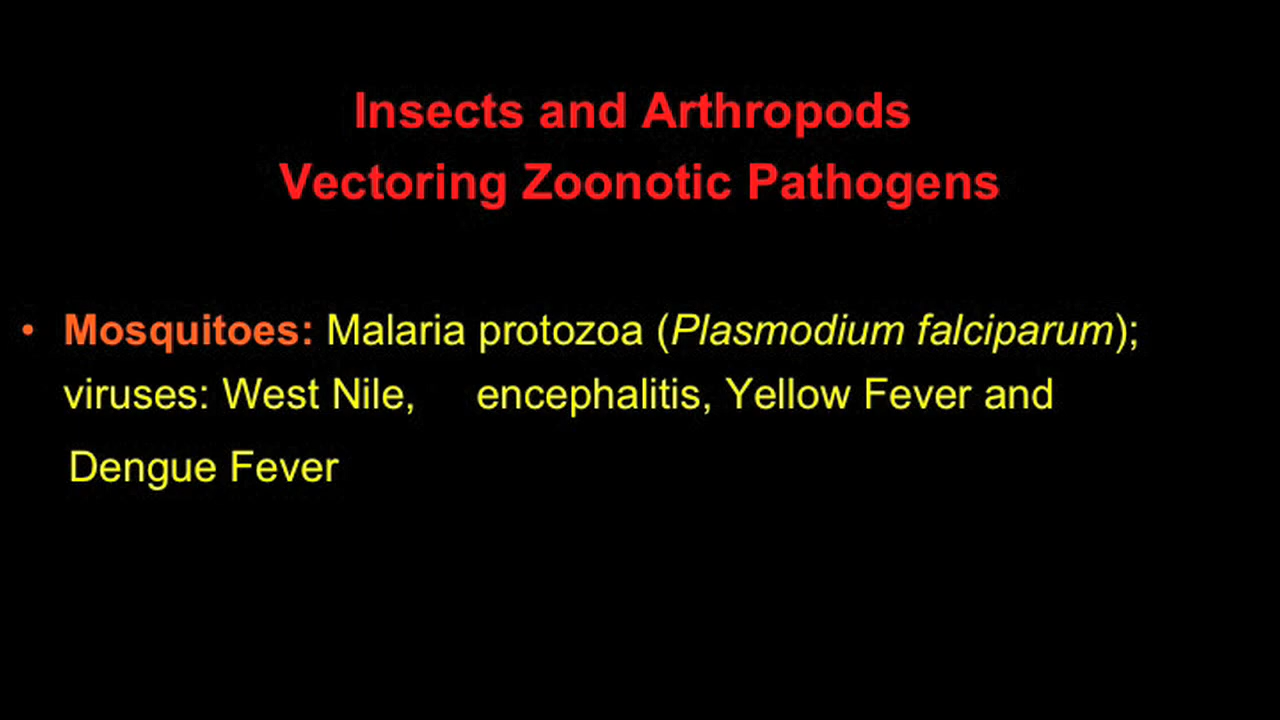 Insects and Arthropods
Vectoring Zoonotic Pathogens
• Mosquitoes: Malaria protozoa (Plasmodium falciparum);
viruses: West Nile, encephalitis, Yellow Fever and
Dengue Fever